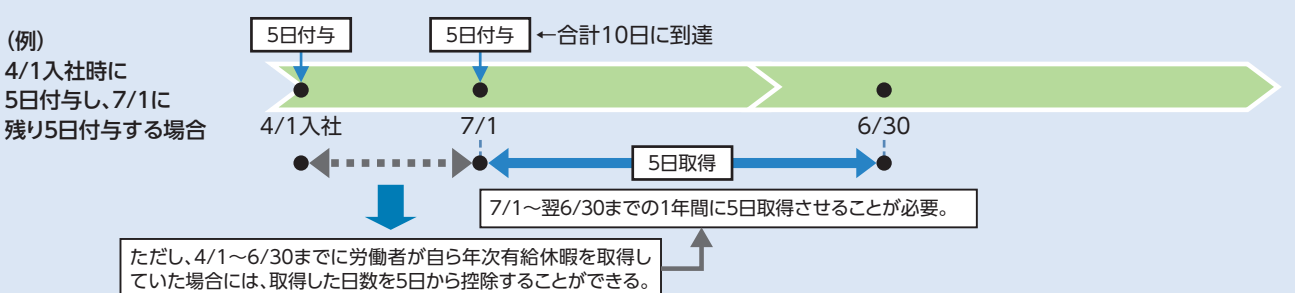 (例)
4/1入社時に
5日付与し、7/1に
残り5日付与する場合
5日付与
5日付与
←合計10日に到達
4/1入社
7/1
6/30
5日取得
7/1～翌6/30までの1年間に5日取得させることが必要。
ただし、4/1～6/30までに労働者が自ら年次有給休暇を取得し
ていた場合には、取得した日数を5日から控除することができる。